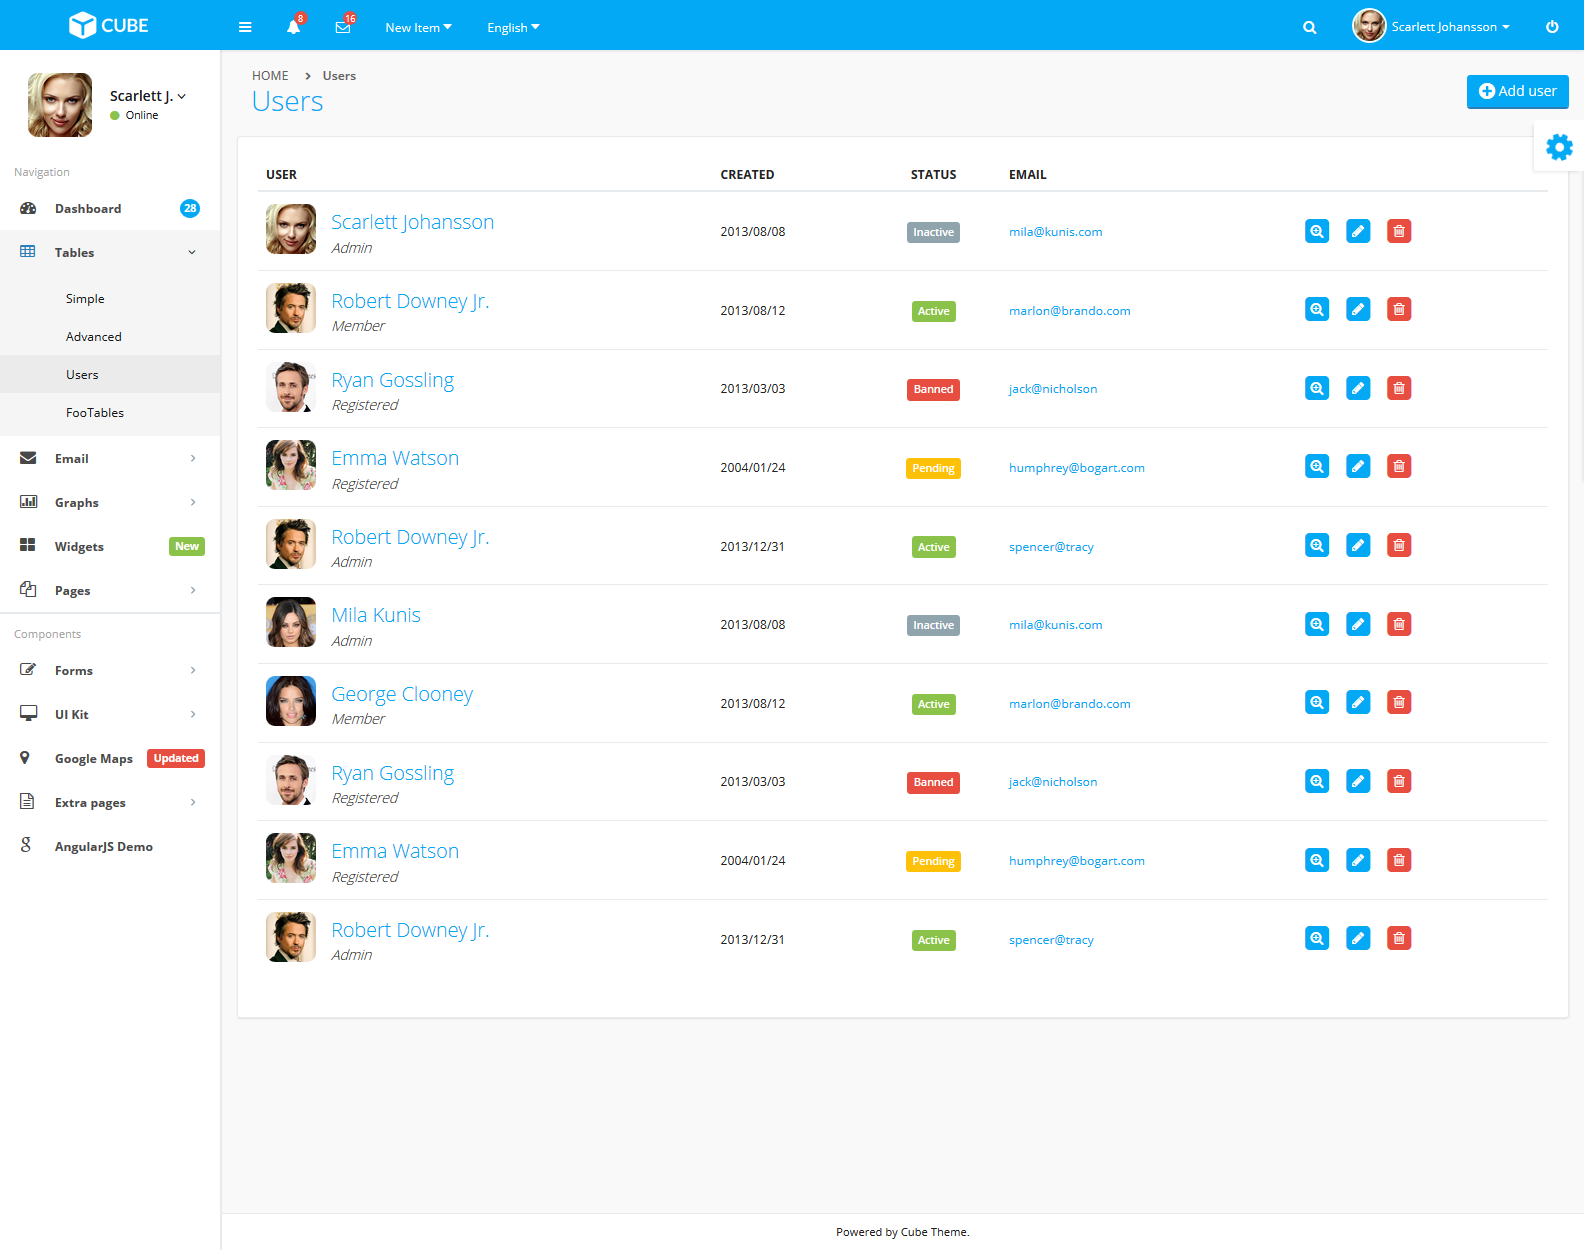 CUBE
8
16
New Item
English
Scarlett Johansson
Scarlett J.
Online
Navigation
Dashboard 28
Tables
Simple
Advanced
Users
FooTables
Email
Graphs
Widgets New
Pages
Components
Forms
UI Kit
Google Maps Updated
Extra pages
AngularJS Demo
HOME > Users
Users
Add user
USER CREATED STATUS EMAIL
Scarlett Johansson
Admin
2013/08/08 Inactive mila@kunis.com
Robert Downey Jr.
Member
2013/08/12 Active marlon@brando.com
Ryan Gossling
Registered
2013/03/03 Banned jack@nicholson
Emma Watson
Registered
2004/01/24 Pending humphrey@bogart.com
Robert Downey Jr.
Admin
2013/12/31 Active spencer@tracy
Mila Kunis
Admin
2013/08/08 Inactive mila@kunis.com
George Clooney
Member
2013/08/12 Active marlon@brando.com
Ryan Gossling
Registered
2013/03/03 Banned jack@nicholson
Emma Watson
Registered
2004/01/24 Pending humphrey@bogart.com
Robert Downey Jr.
Admin
2013/12/31 Active spencer@tracy
Powered by Cube Theme.